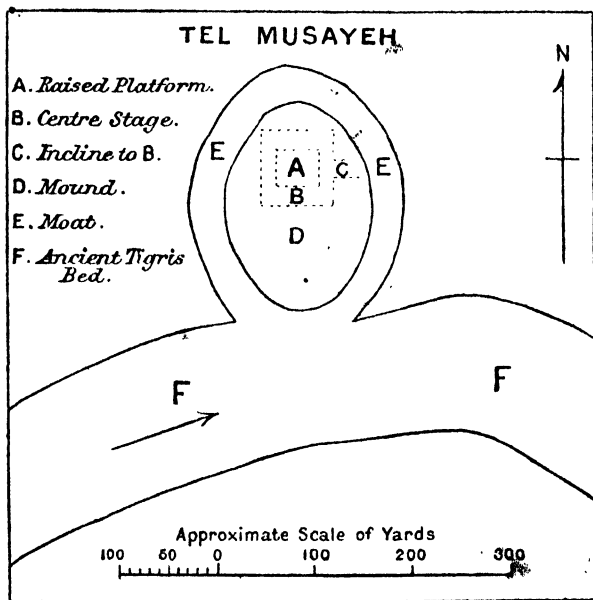 TEL MUSAYEH
N
A. Raised Platform.
B. Centre Stage.
C. Incline to B.
D. Mound.
E. Moat.
F. Ancient Tigris
Bed.
E
A
C
E
B
D
F
F
Approximate Scale of Yards
100 50 0 100 200 300